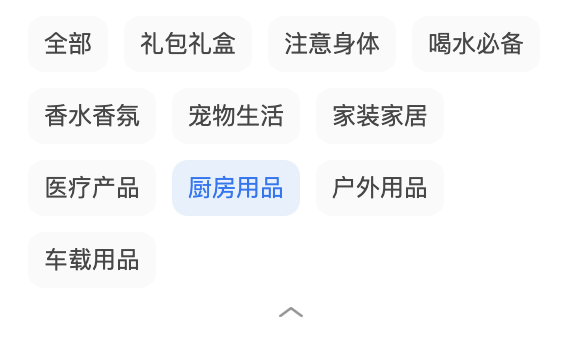 全部 礼包礼盒 注意身体 喝水必备
香水香氛 宠物生活 家装家居
医疗产品 厨房用品 户外用品
车载用品